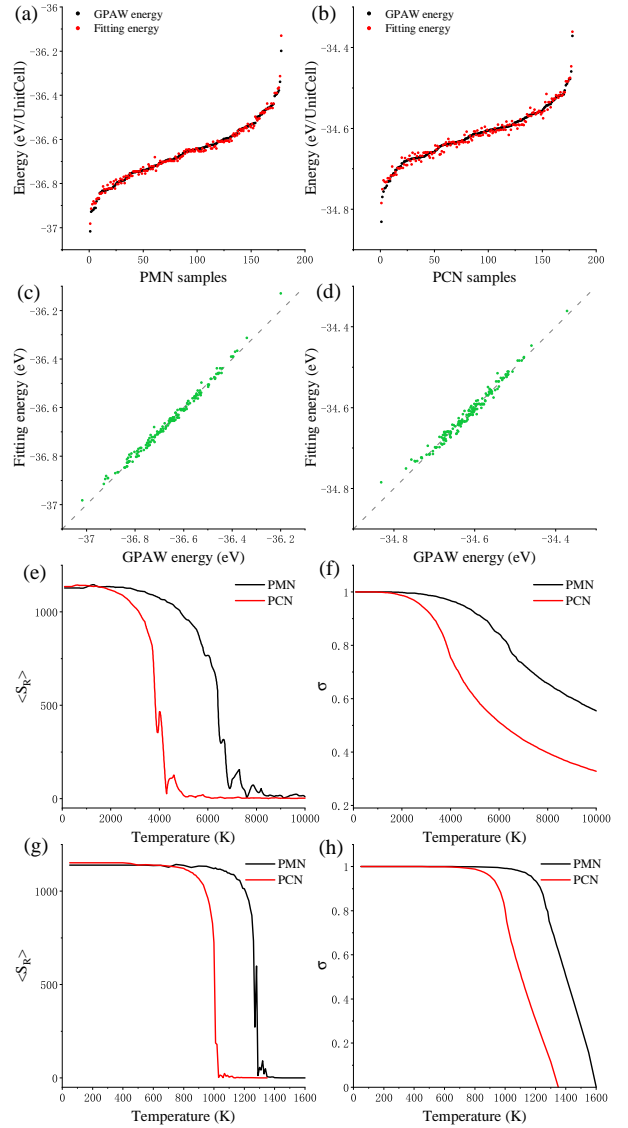 (a)
GPAW energy
Fitting energy
Energy (eV/UnitCell)
-36.2
-36.4
-36.6
-36.8
-37
0 50 100 150 200
PMN samples
(b)
GPAW energy
Fitting energy
Energy (eV/UnitCell)
-34.4
-34.6
-34.8
0 50 100 150 200
PCN samples
(c)
Fitting energy (eV)
-36.2
-36.4
-36.6
-36.8
-37
-37 -36.8 -36.6 -36.4 -36.2
GPAW energy (eV)
(d)
Fitting energy (eV)
-34.4
-34.6
-34.8
-34.8 -34.6 -34.4
GPAW energy (eV)
(e)
PMN
PCN
<S_R>
1000
500
0
0 2000 4000 6000 8000 10000
Temperature (K)
(f)
PMN
PCN
σ
1
0.8
0.6
0.4
0.2
0 2000 4000 6000 8000 10000
Temperature (K)
(g)
PMN
PCN
<S_R>
1000
500
0
0 200 400 600 800 1000 1200 1400 1600
Temperature (K)
(h)
PMN
PCN
σ
1
0.8
0.6
0.4
0.2
0
0 200 400 600 800 1000 1200 1400 1600
Temperature (K)